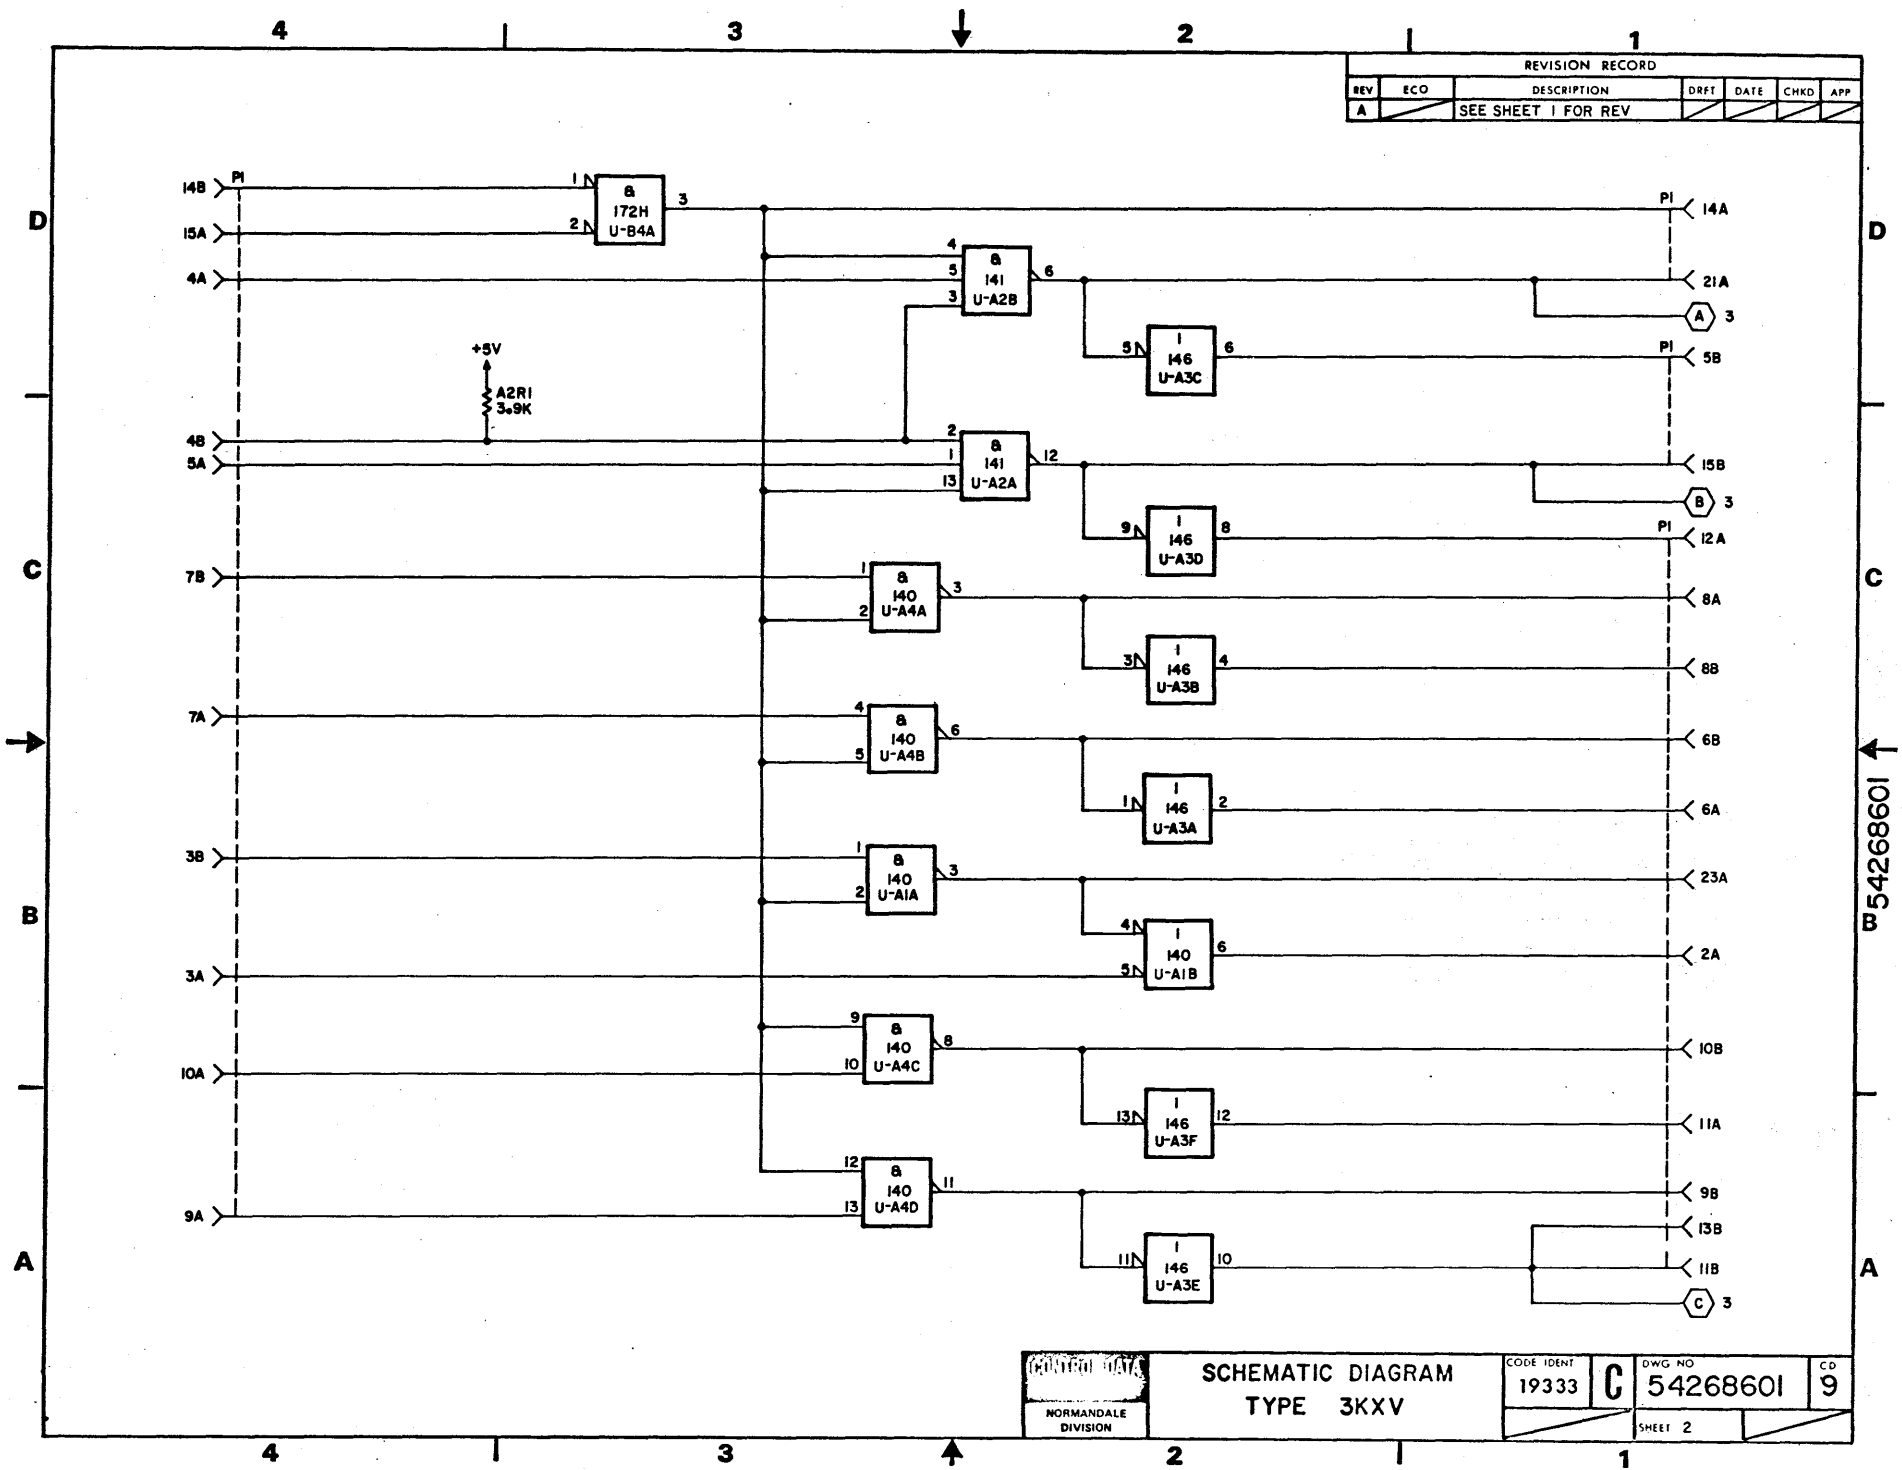 4 3 2 1
REVISION RECORD
REV ECO DESCRIPTION DRFT DATE CHKD APP
A SEE SHEET 1 FOR REV
14B P1 1 & 3 P1 14A
172H
15A 2 U-B4A
D D
4A 4 5 3 & 6 21A
141
U-A2B
A 3
5 1 6 P1 5B
146
U-A3C
+5V
A2R1
3.9K
4B 2 &
5A 1 141 12 15B
13 U-A2A
B 3
9 1 8 P1 12A
146
U-A3D
C C
7B 1 & 3 8A
140
2 U-A4A
3 1 4 8B
146
U-A3B
7A 4 & 6 6B
140
5 U-A4B
1 1 2 6A
146
U-A3A
54268601
3B 1 & 3 23A
140
2 U-A1A
B B
4 1 6 2A
140
3A 5 U-A1B
9 & 8 10B
140
10A 10 U-A4C
13 1 12 11A
146
U-A3F
12 & 11 9B
140
9A 13 U-A4D
13B
A A
11 1 10 11B
146
U-A3E
C 3
CONTROL DATA
NORMANDALE
DIVISION
SCHEMATIC DIAGRAM
TYPE 3KXV
CODE IDENT
19333
C
DWG NO
54268601
CD
9
SHEET 2
4 3 2 1